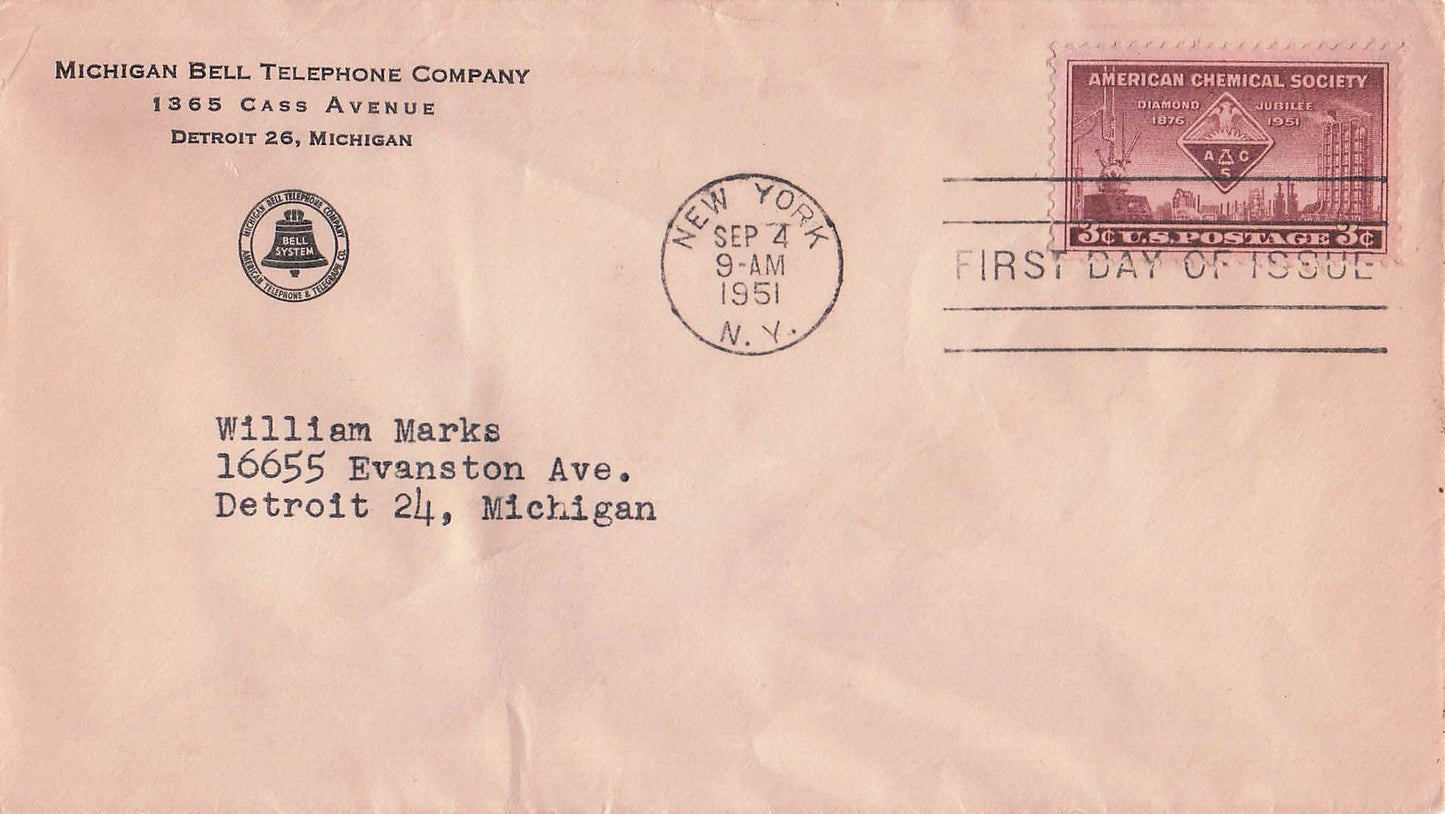 MICHIGAN BELL TELEPHONE COMPANY
1365 CASS AVENUE
DETROIT 26, MICHIGAN
MICHIGAN BELL TELEPHONE COMPANY
BELL
SYSTEM
AMERICAN TELEPHONE & TELEGRAPH CO.
NEW YORK
SEP 4
9-AM
1951
N. Y.
AMERICAN CHEMICAL SOCIETY
DIAMOND JUBILEE
1876 1951
A C
S
3¢ U.S. POSTAGE 3¢
FIRST DAY OF ISSUE
William Marks
16655 Evanston Ave.
Detroit 24, Michigan